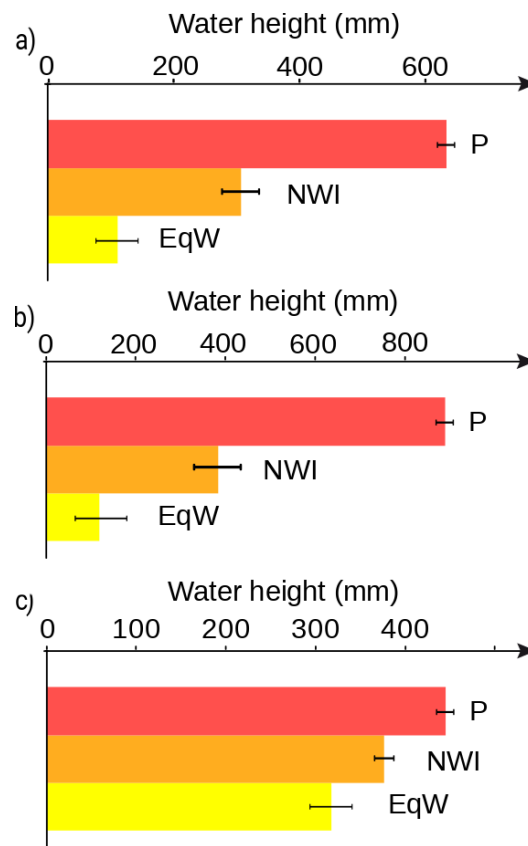 Water height (mm)
a)
0 200 400 600
P
NWI
EqW
Water height (mm)
b)
0 200 400 600 800
P
NWI
EqW
Water height (mm)
c)
0 100 200 300 400
P
NWI
EqW